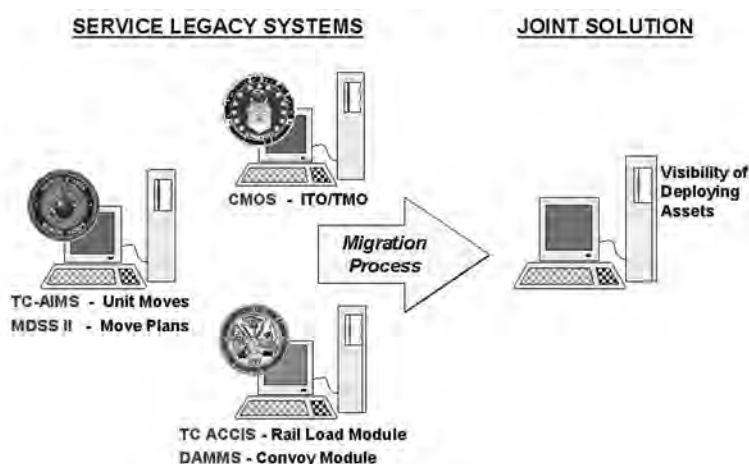 SERVICE LEGACY SYSTEMS
JOINT SOLUTION
CMOS - ITO/TMO
TC-AIMS - Unit Moves
MDSS II - Move Plans
Migration
Process
Visibility of
Deploying
Assets
TC ACCIS - Rail Load Module
DAMMS - Convoy Module